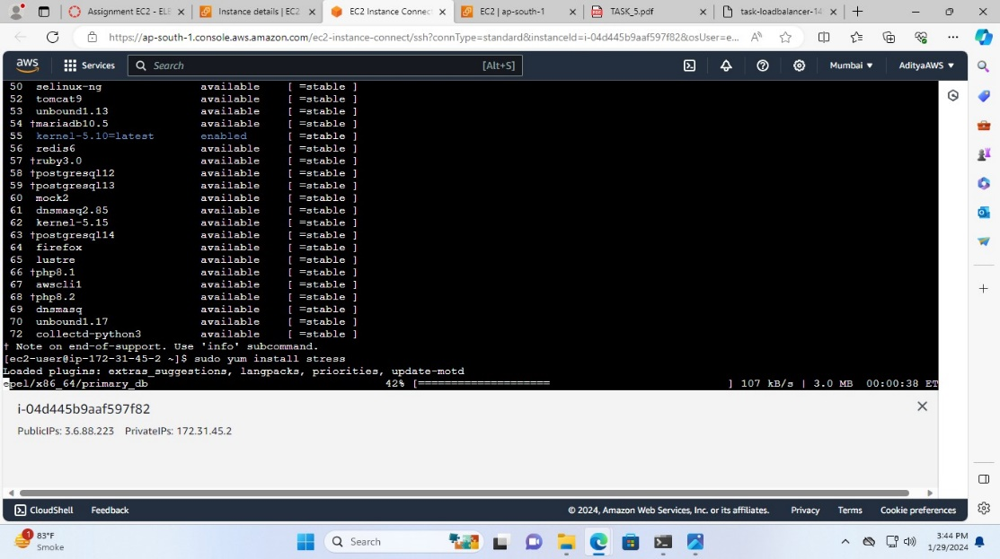 Assignment EC2 - ELE
Instance details | EC2
EC2 Instance Connect
EC2 | ap-south-1
TASK_5.pdf
task-loadbalancer-14
https://ap-south-1.console.aws.amazon.com/ec2-instance-connect/ssh?connType=standard&instanceId=i-04d445b9aaf597f82&osUser=e...
aws Services Search [Alt+S] Mumbai ▼ AdityaAWS ▼
50 selinux-ng available [ =stable ]
52 tomcat9 available [ =stable ]
53 unbound1.13 available [ =stable ]
54 †mariadb10.5 available [ =stable ]
55 kernel-5.10=latest enabled [ =stable ]
56 redis6 available [ =stable ]
57 †ruby3.0 available [ =stable ]
58 †postgresql12 available [ =stable ]
59 †postgresql13 available [ =stable ]
60 mock2 available [ =stable ]
61 dnsmasq2.85 available [ =stable ]
62 kernel-5.15 available [ =stable ]
63 †postgresql14 available [ =stable ]
64 firefox available [ =stable ]
65 lustre available [ =stable ]
66 †php8.1 available [ =stable ]
67 awscli1 available [ =stable ]
68 †php8.2 available [ =stable ]
69 dnsmasq available [ =stable ]
70 unbound1.17 available [ =stable ]
72 collectd-python3 available [ =stable ]
† Note on end-of-support. Use 'info' subcommand.
[ec2-user@ip-172-31-45-2 ~]$ sudo yum install stress
Loaded plugins: extras_suggestions, langpacks, priorities, update-motd
epel/x86_64/primary_db 42% [==================== ] 107 kB/s | 3.0 MB 00:00:38 ET
i-04d445b9aaf597f82
PublicIPs: 3.6.88.223 PrivateIPs: 172.31.45.2
CloudShell Feedback © 2024, Amazon Web Services, Inc. or its affiliates. Privacy Terms Cookie preferences
1
83°F
Smoke
Search
3:44 PM
1/29/2024